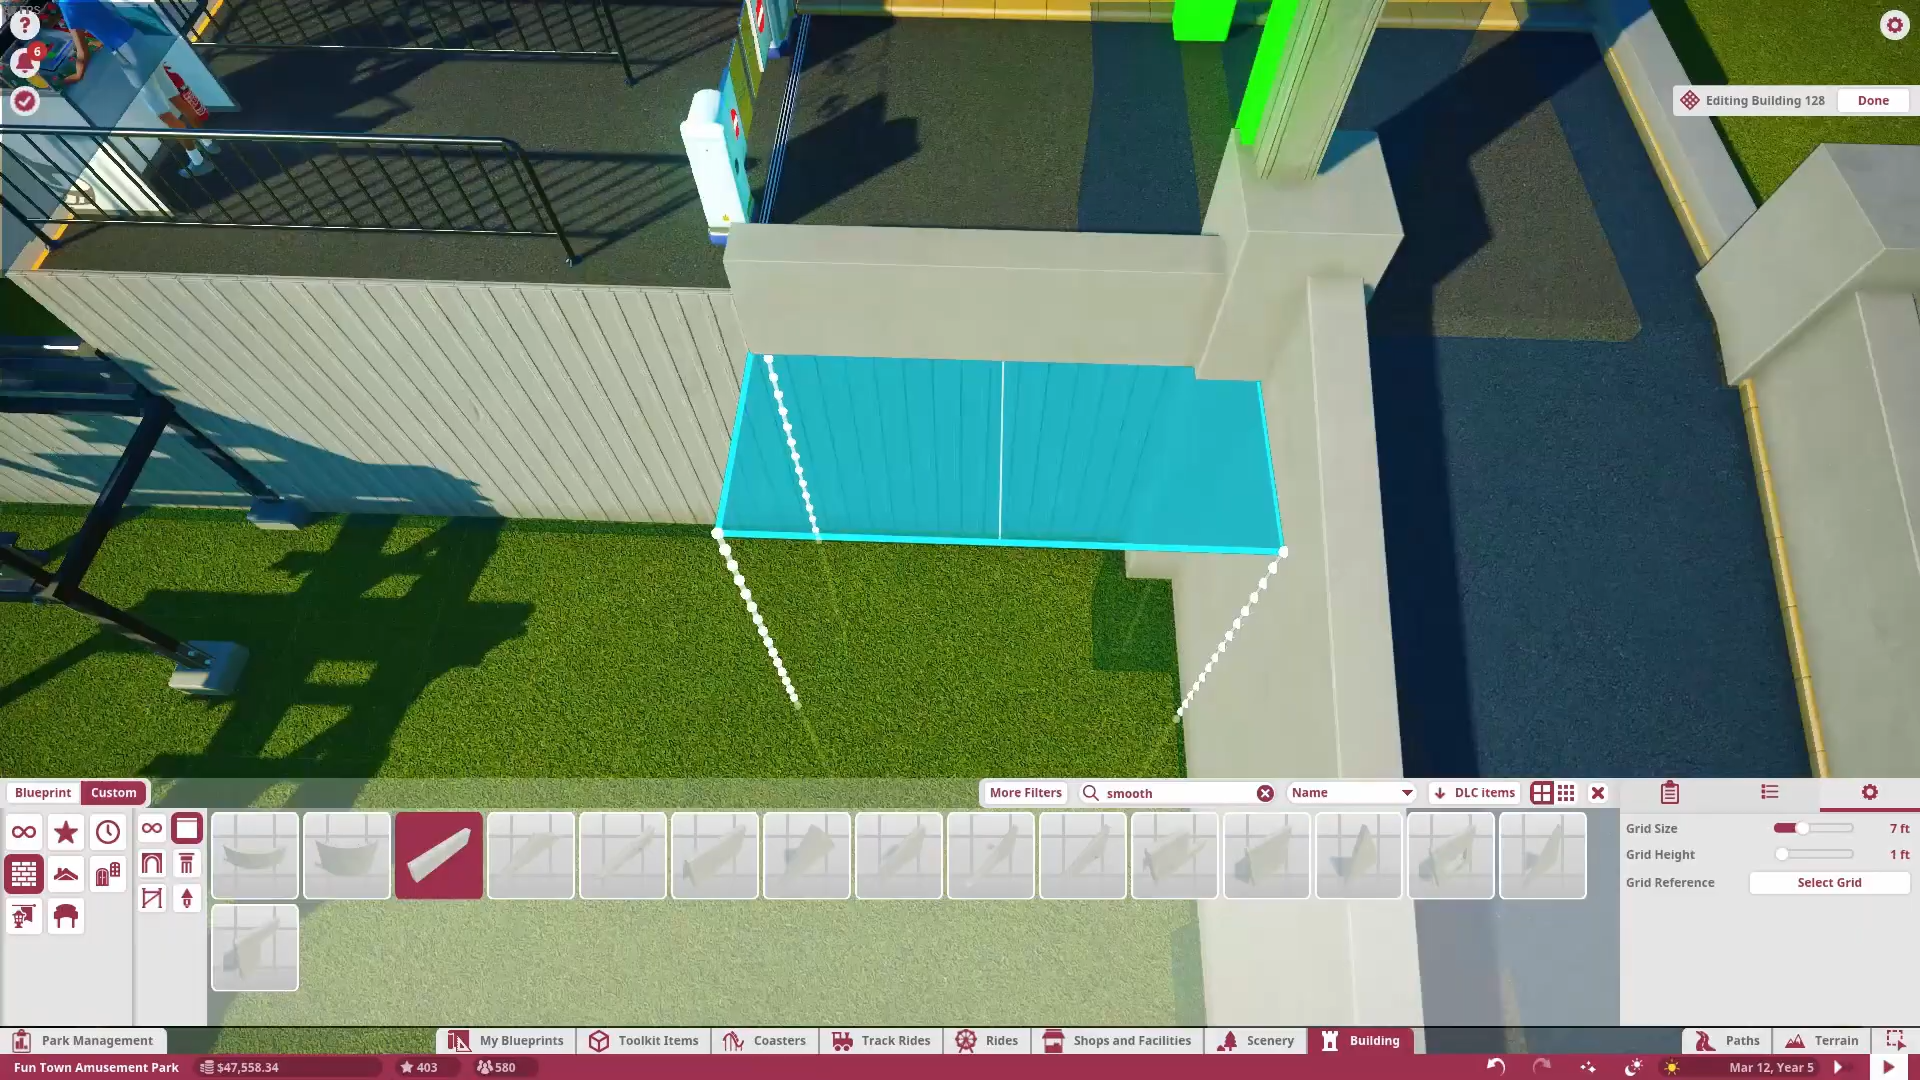 6
Editing Building 128
Done
Blueprint
Custom
More Filters
smooth
Name
DLC items
Grid Size
7 ft
Grid Height
1 ft
Grid Reference
Select Grid
Park Management
My Blueprints
Toolkit Items
Coasters
Track Rides
Rides
Shops and Facilities
Scenery
Building
Paths
Terrain
Fun Town Amusement Park
$47,558.34
403
580
Mar 12, Year 5